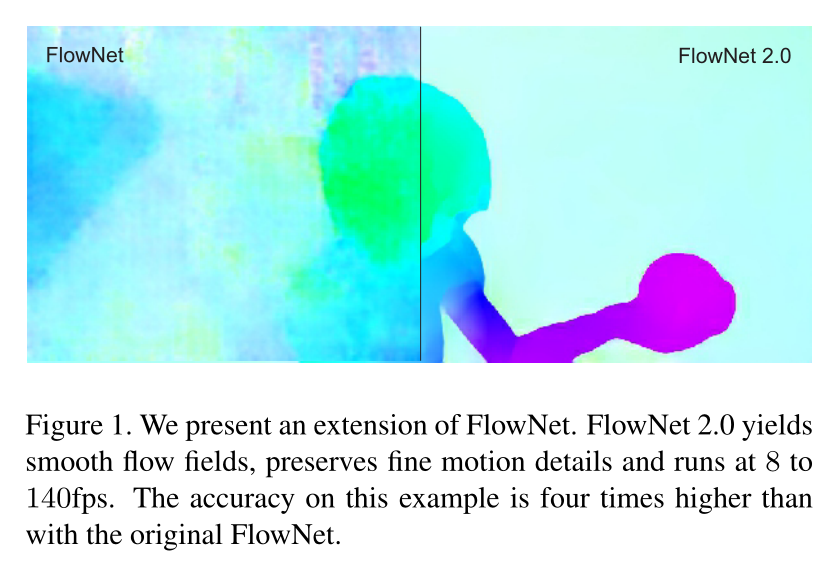 FlowNet
FlowNet 2.0
Figure 1. We present an extension of FlowNet. FlowNet 2.0 yields
smooth flow fields, preserves fine motion details and runs at 8 to
140fps. The accuracy on this example is four times higher than
with the original FlowNet.